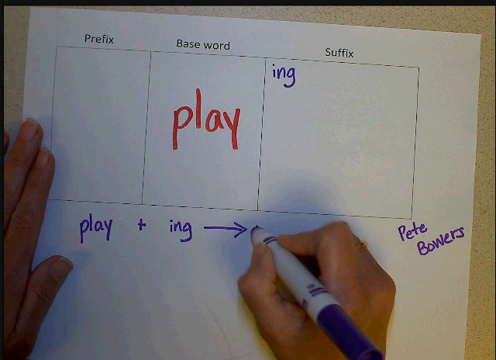 Prefix Base word Suffix
ing
play
play + ing →
Pete
Bowers